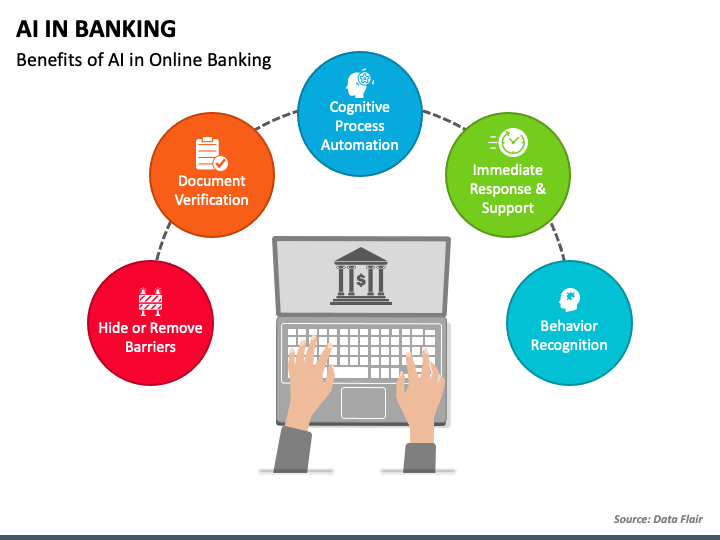 AI IN BANKING
Benefits of AI in Online Banking
Cognitive
Process
Automation
Document
Verification
Immediate
Response &
Support
Hide or Remove
Barriers
Behavior
Recognition
$
Source: Data Flair